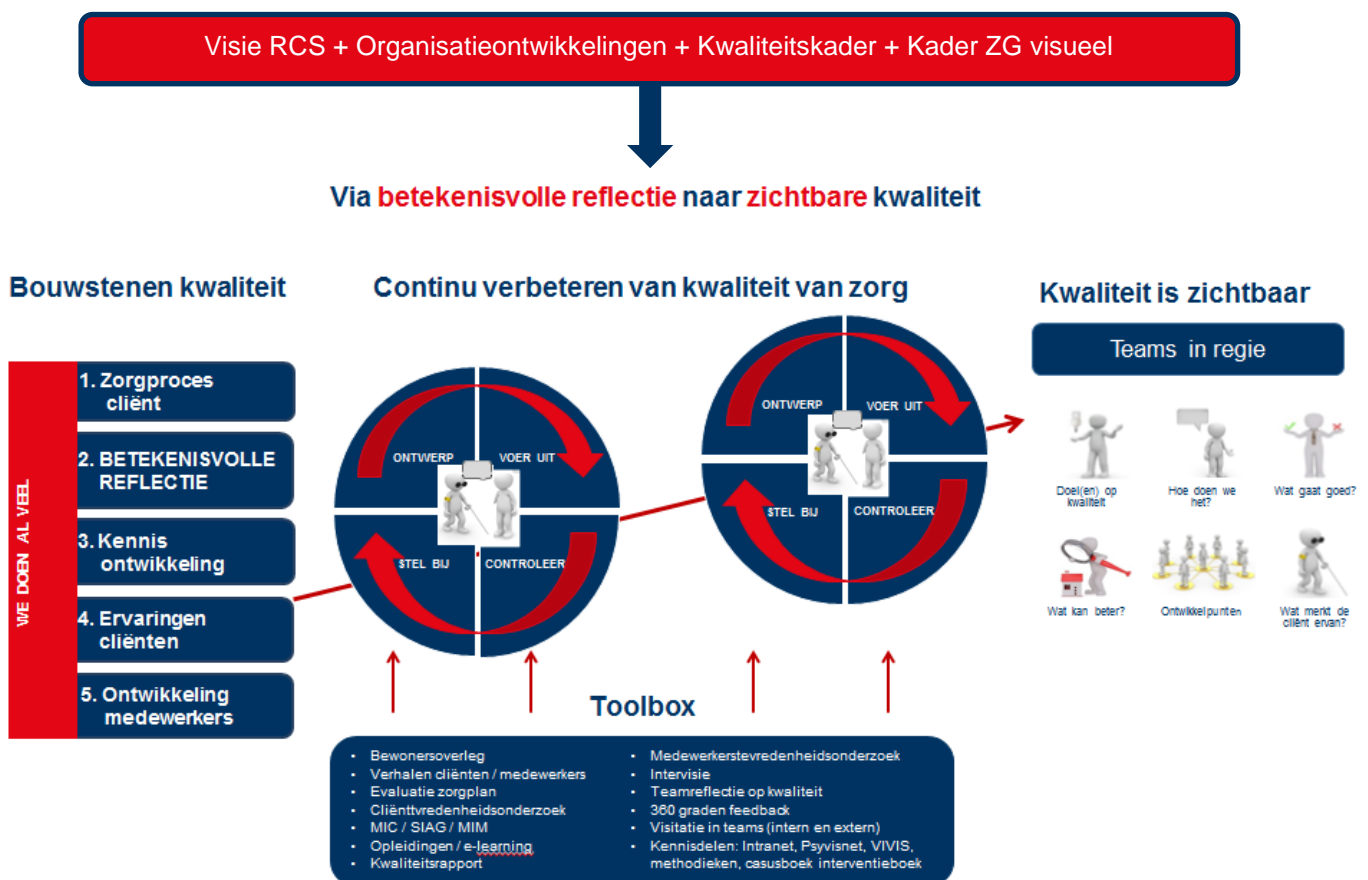 Visie RCS + Organisatieontwikkelingen + Kwaliteitskader + Kader ZG visueel
Via betekenisvolle reflectie naar zichtbare kwaliteit
Bouwstenen kwaliteit
WE DOEN AL VEEL
1. Zorgproces
cliënt
2. BETEKENISVOLLE
REFLECTIE
3. Kennis
ontwikkeling
4. Ervaringen
cliënten
5. Ontwikkeling
medewerkers
Continu verbeteren van kwaliteit van zorg
ONTWERP
VOER UIT
STEL BIJ
CONTROLEER
ONTWERP
VOER UIT
STEL BIJ
CONTROLEER
Toolbox
• Bewonersoverleg
• Verhalen cliënten / medewerkers
• Evaluatie zorgplan
• Cliënttvredenheidsonderzoek
• MIC / SIAG / MIM
• Opleidingen / e-learning
• Kwaliteitsrapport
• Medewerkerstevredenheidsonderzoek
• Intervisie
• Teamreflectie op kwaliteit
• 360 graden feedback
• Visitatie in teams (intern en extern)
• Kennisdelen: Intranet, Psyvisnet, VIVIS,
methodieken, casusboek interventieboek
Kwaliteit is zichtbaar
Teams in regie
Doel(en) op
kwaliteit
Hoe doen we
het?
Wat gaat goed?
Wat kan beter?
Ontwikkelpunten
Wat merkt de
cliënt ervan?